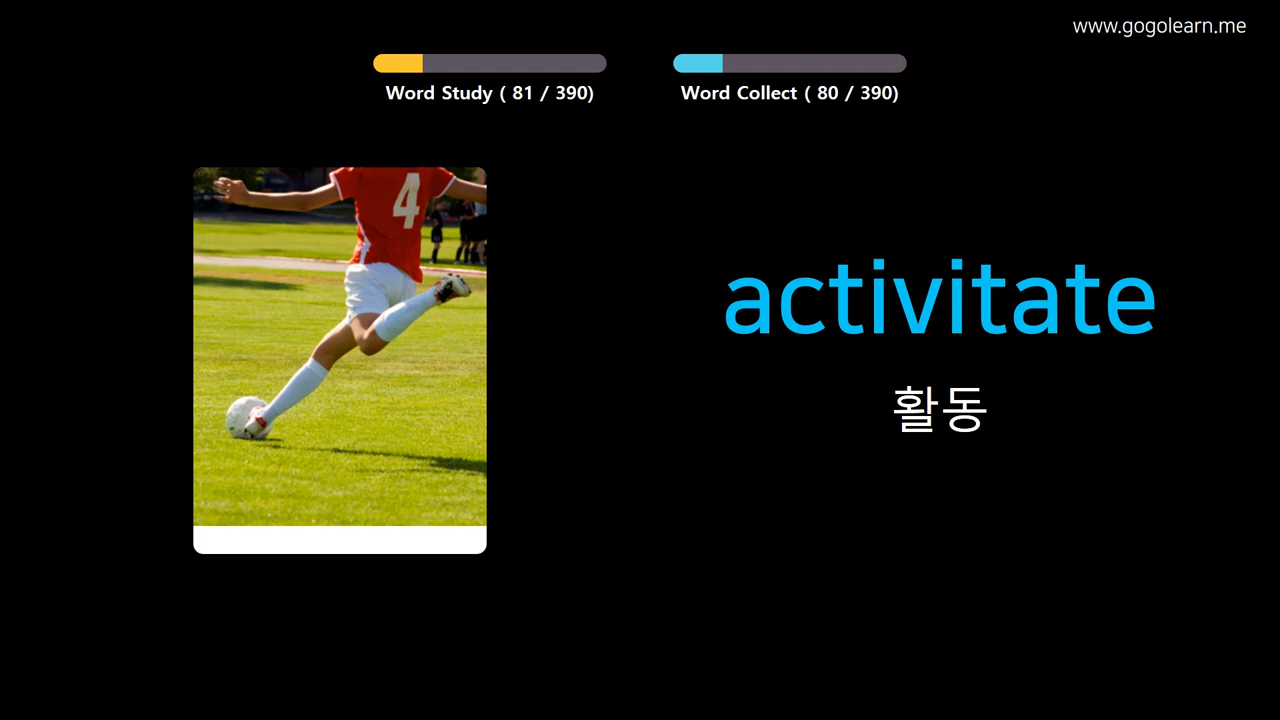 www.gogolearn.me
Word Study ( 81 / 390)
Word Collect ( 80 / 390)
4
activitate
활동